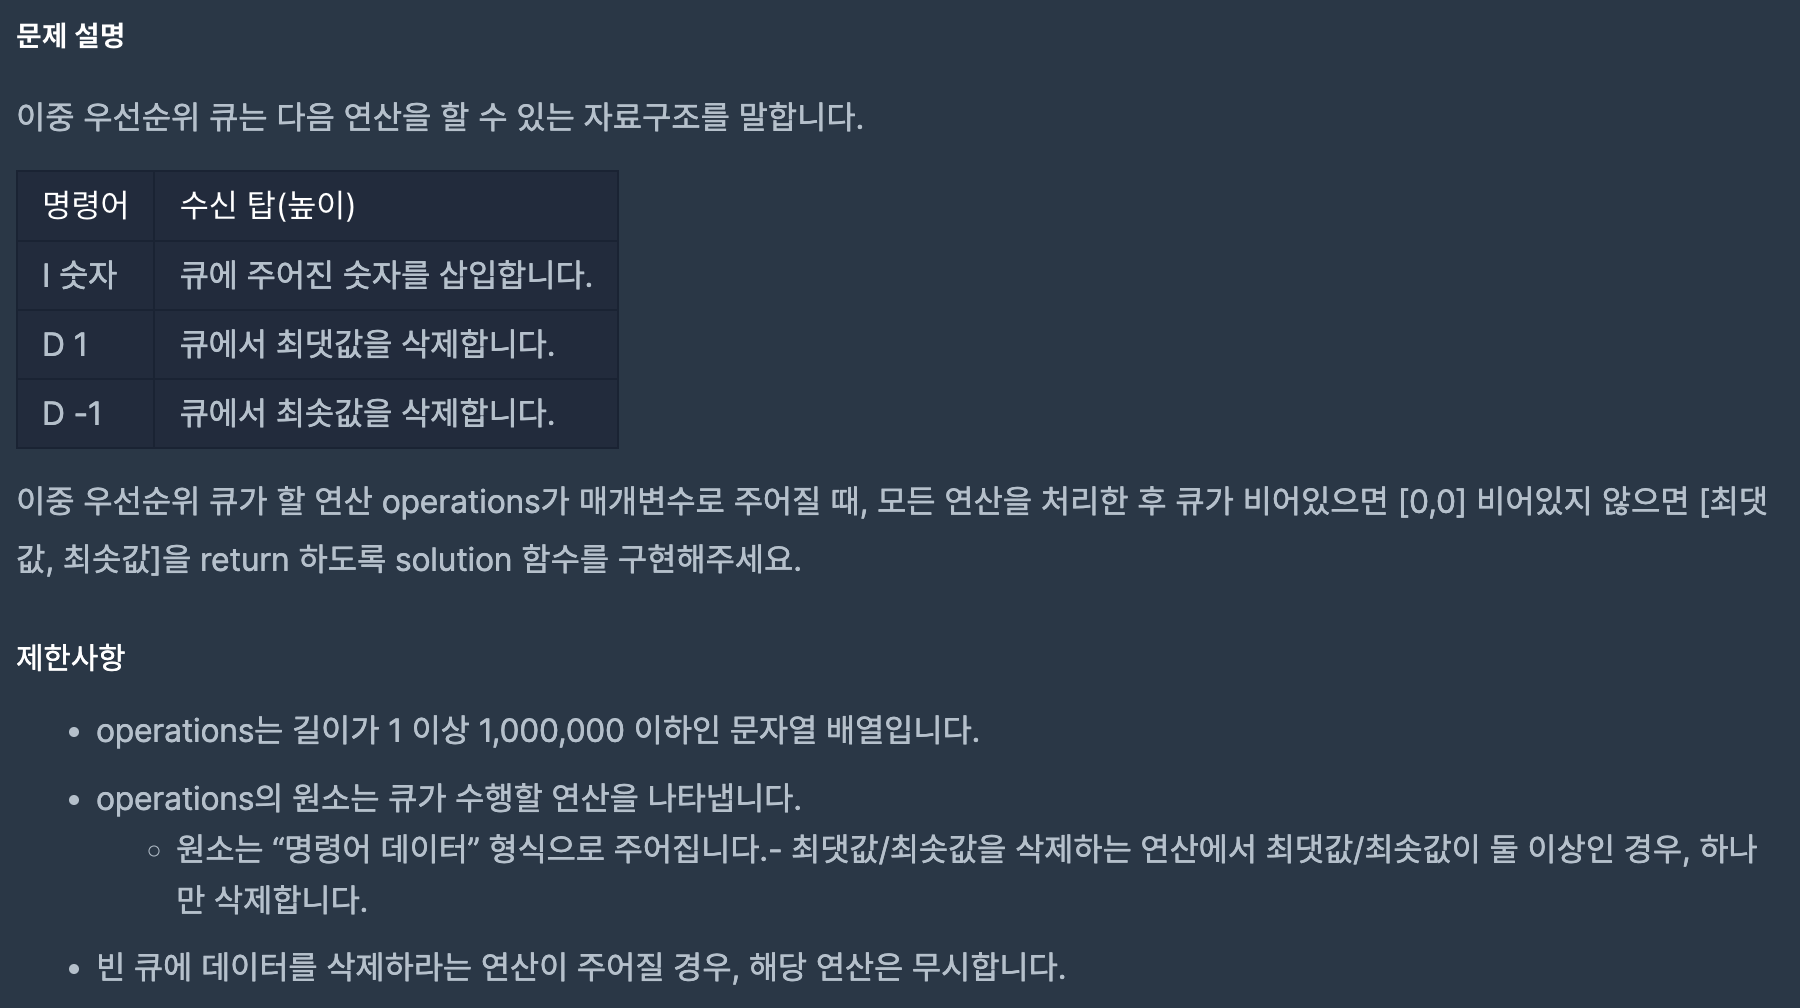 문제 설명
이중 우선순위 큐는 다음 연산을 할 수 있는 자료구조를 말합니다.
명령어 수신 탑(높이)
I 숫자 큐에 주어진 숫자를 삽입합니다.
D 1 큐에서 최댓값을 삭제합니다.
D -1 큐에서 최솟값을 삭제합니다.
이중 우선순위 큐가 할 연산 operations가 매개변수로 주어질 때, 모든 연산을 처리한 후 큐가 비어있으면 [0,0] 비어있지 않으면 [최댓
값, 최솟값]을 return 하도록 solution 함수를 구현해주세요.
제한사항
• operations는 길이가 1 이상 1,000,000 이하인 문자열 배열입니다.
• operations의 원소는 큐가 수행할 연산을 나타냅니다.
◦ 원소는 “명령어 데이터” 형식으로 주어집니다.- 최댓값/최솟값을 삭제하는 연산에서 최댓값/최솟값이 둘 이상인 경우, 하나
만 삭제합니다.
• 빈 큐에 데이터를 삭제하라는 연산이 주어질 경우, 해당 연산은 무시합니다.